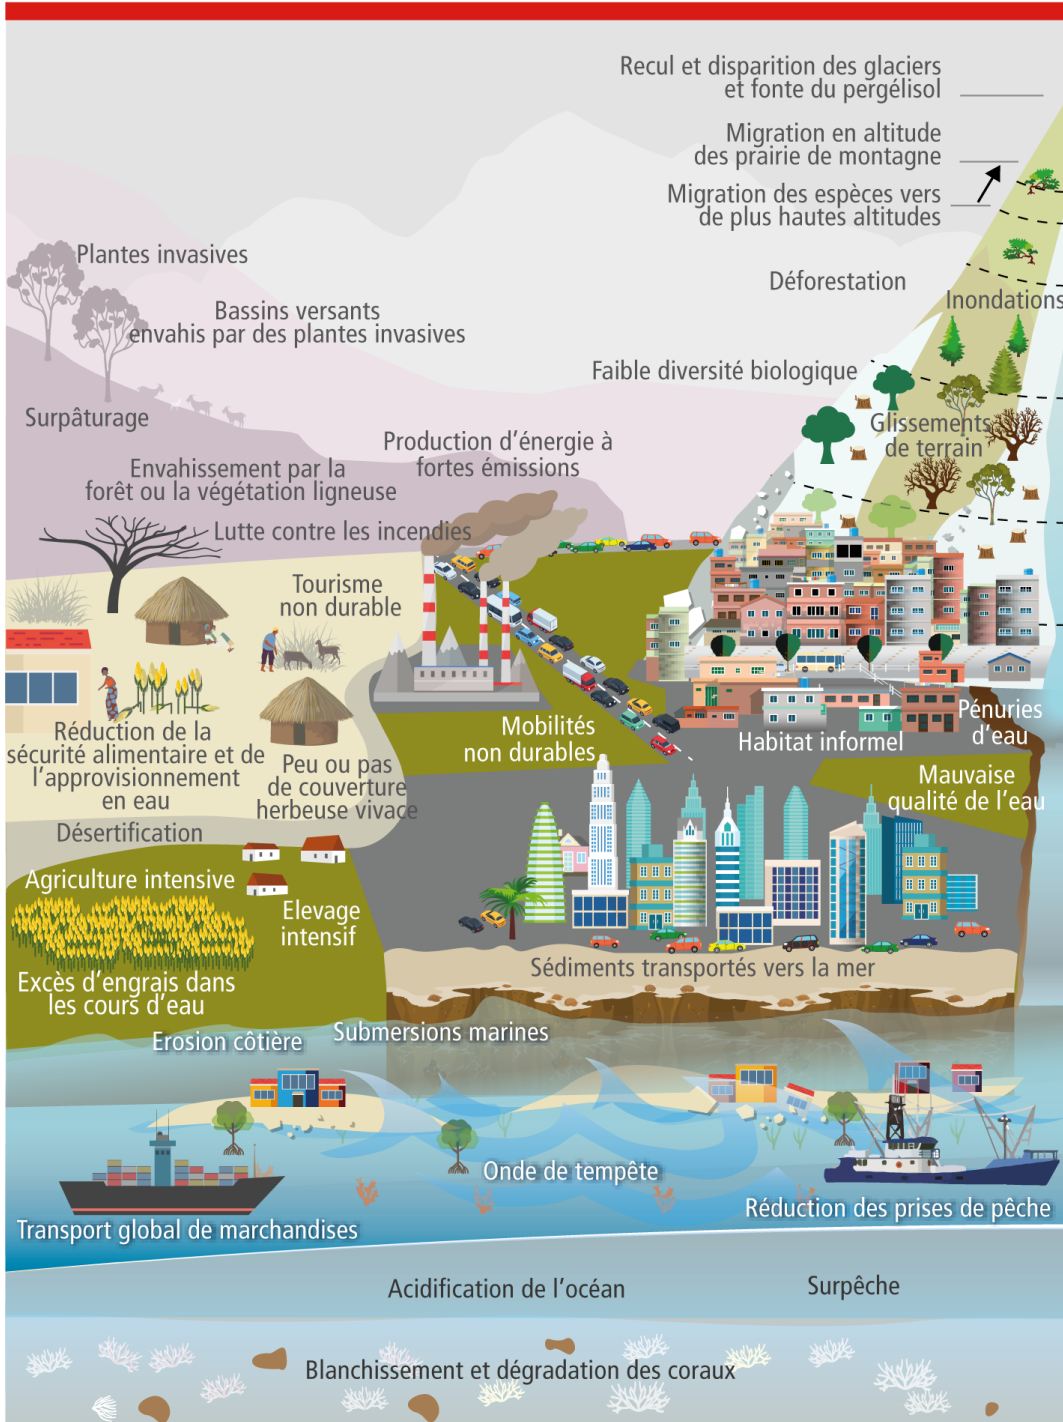 Recul et disparition des glaciers
et fonte du pergélisol
Migration en altitude
des prairie de montagne
Migration des espèces vers
de plus hautes altitudes
Plantes invasives
Déforestation
Inondations
Bassins versants
envahis par des plantes invasives
Faible diversité biologique
Surpâturage
Glissements
de terrain
Production d’énergie à
fortes émissions
Envahissement par la
forêt ou la végétation ligneuse
Lutte contre les incendies
Tourisme
non durable
Réduction de la
sécurité alimentaire et de
l’approvisionnement
en eau
Peu ou pas
de couverture
herbeuse vivace
Mobilités
non durables
Habitat informel
Pénuries
d’eau
Mauvaise
qualité de l’eau
Désertification
Agriculture intensive
Elevage
intensif
Excès d’engrais dans
les cours d’eau
Sédiments transportés vers la mer
Erosion côtière
Submersions marines
Onde de tempête
Transport global de marchandises
Réduction des prises de pêche
Acidification de l’océan
Surpêche
Blanchissement et dégradation des coraux